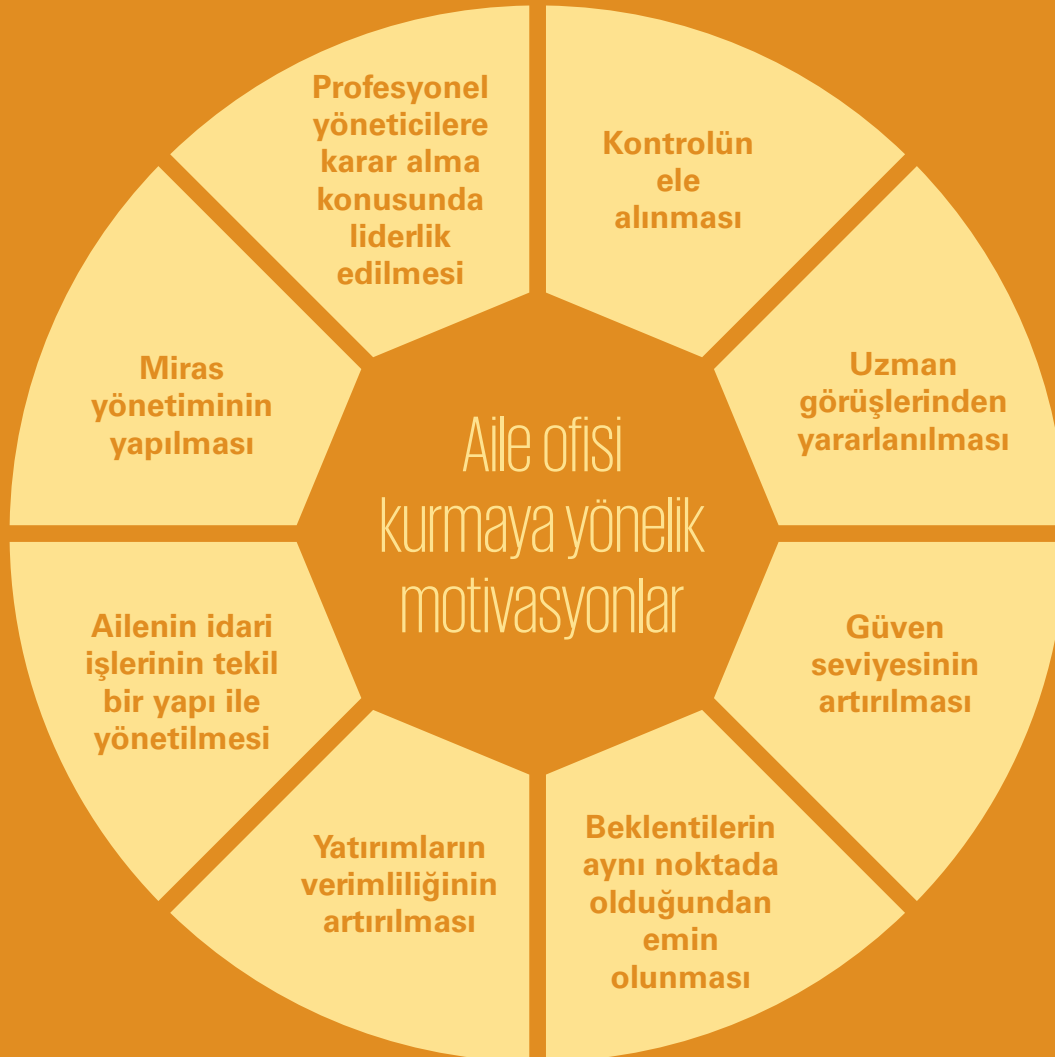 Aile ofisi
kurmaya yönelik
motivasyonlar
Kontrolün
ele
alınması
Uzman
görüşlerinden
yararlanılması
Güven
seviyesinin
artırılması
Beklentilerin
aynı noktada
olduğundan
emin
olunması
Yatırımların
verimliliğinin
artırılması
Ailenin idari
işlerinin tekil
bir yapı ile
yönetilmesi
Miras
yönetiminin
yapılması
Profesyonel
yöneticilere
karar alma
konusunda
liderlik
edilmesi